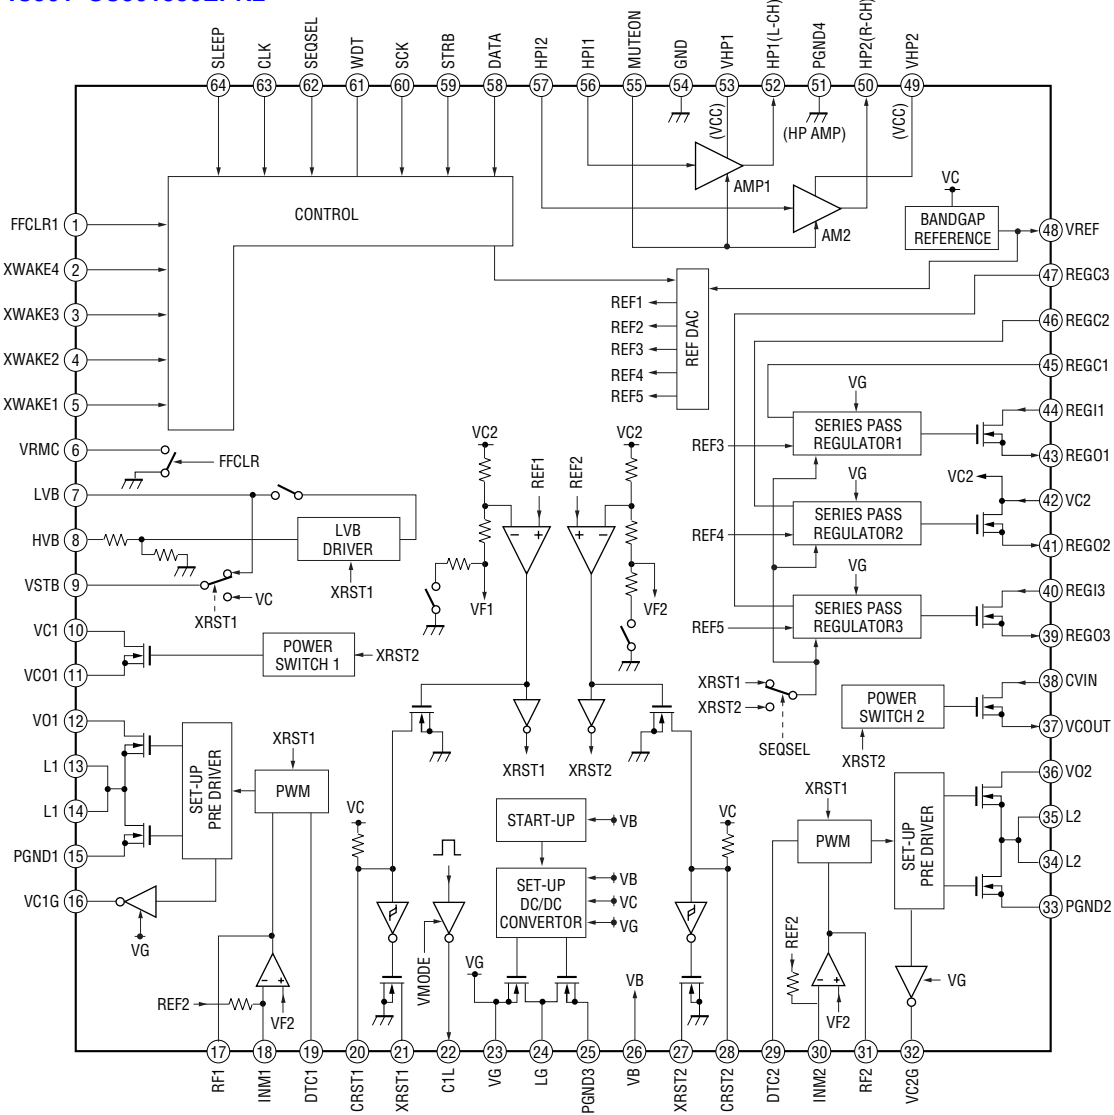 64 63 62 61 60 59 58 57 56 55 54 53 52 51 50 49
SLEEP
CLK
SEQSEL
WDT
SCK
STRB
DATA
HPI2
HPI1
MUTEON
GND
VHP1
HP1(L-CH)
PGND4
HP2(R-CH)
VHP2
(VCC)
(HP AMP)
(VCC)
AMP1
AM2
CONTROL
VC
BANDGAP
REFERENCE
FFCLR1 1
XWAKE4 2
XWAKE3 3
XWAKE2 4
XWAKE1 5
VRMC 6
LVB 7
HVB 8
VSTB 9
VC1 10
VCO1 11
VO1 12
L1 13
L1 14
PGND1 15
VC1G 16
48 VREF
47 REGC3
46 REGC2
45 REGC1
44 REGI1
43 REGO1
42 VC2
41 REGO2
40 REGI3
39 REGO3
38 CVIN
37 VCOUT
36 VO2
35 L2
34 L2
33 PGND2
REF1
REF2
REF3
REF4
REF5
REF DAC
VG
REF3
SERIES PASS
REGULATOR1
VG
VC2
REF4
SERIES PASS
REGULATOR2
VG
REF5
SERIES PASS
REGULATOR3
FFCLR
LVB
DRIVER
XRST1
VC
XRST1
POWER
SWITCH 1
XRST2
VC2
REF1
− +
VF1
VC2
REF2
+ −
VF2
XRST1
XRST2
XRST1
XRST2
SEQSEL
POWER
SWITCH 2
XRST2
SET-UP
PRE DRIVER
XRST1
PWM
VG
REF2
− +
VF2
VC
VMODE
START-UP
VB
SET-UP
DC/DC
CONVERTOR
VB
VC
VG
VG
VB
VC
XRST1
PWM
SET-UP
PRE DRIVER
REF2
− +
VF2
VG
17 18 19 20 21 22 23 24 25 26 27 28 29 30 31 32
RF1
INM1
DTC1
CRST1
XRST1
C1L
VG
LG
PGND3
VB
XRST2
CRST2
DTC2
INM2
RF2
VC2G